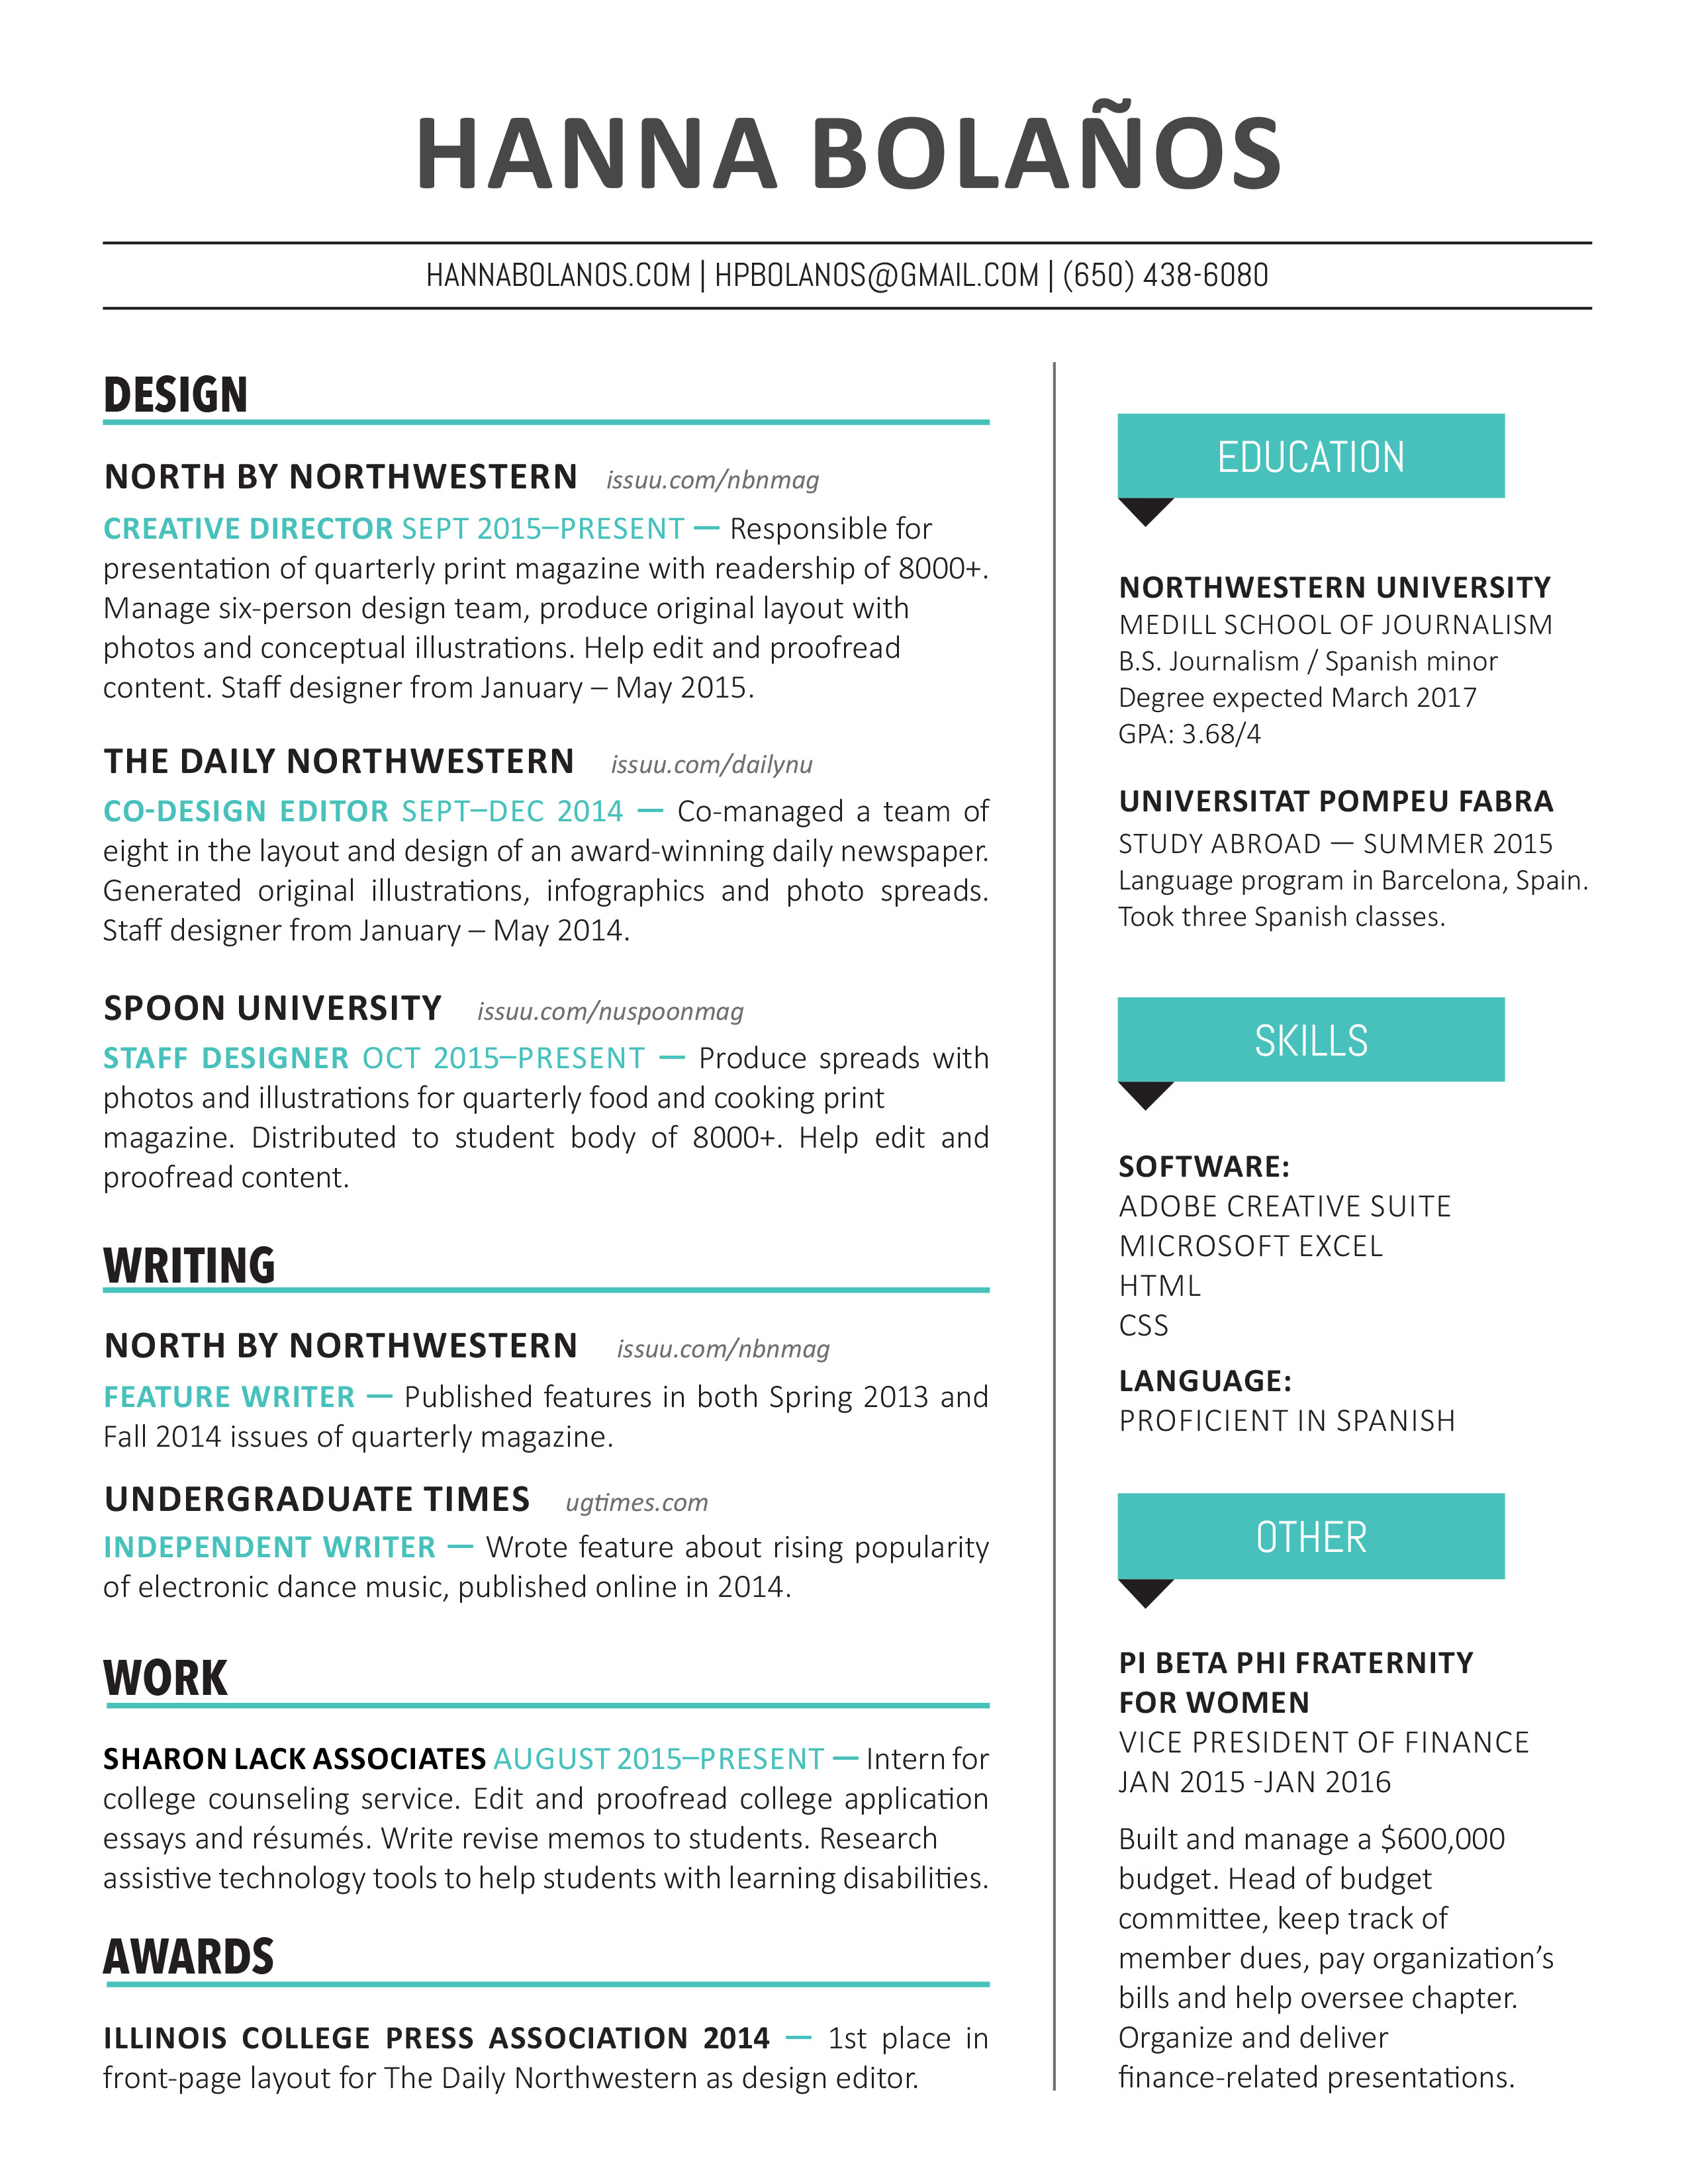 HANNA BOLAÑOS
HANNABOLANOS.COM | HPBOLANOS@GMAIL.COM | (650) 438-6080
DESIGN
NORTH BY NORTHWESTERN issuu.com/nbnmag
CREATIVE DIRECTOR SEPT 2015–PRESENT — Responsible for
presentation of quarterly print magazine with readership of 8000+.
Manage six-person design team, produce original layout with
photos and conceptual illustrations. Help edit and proofread
content. Staff designer from January – May 2015.
THE DAILY NORTHWESTERN issuu.com/dailynu
CO-DESIGN EDITOR SEPT–DEC 2014 — Co-managed a team of
eight in the layout and design of an award-winning daily newspaper.
Generated original illustrations, infographics and photo spreads.
Staff designer from January – May 2014.
SPOON UNIVERSITY issuu.com/nuspoonmag
STAFF DESIGNER OCT 2015–PRESENT — Produce spreads with
photos and illustrations for quarterly food and cooking print
magazine. Distributed to student body of 8000+. Help edit and
proofread content.
WRITING
NORTH BY NORTHWESTERN issuu.com/nbnmag
FEATURE WRITER — Published features in both Spring 2013 and
Fall 2014 issues of quarterly magazine.
UNDERGRADUATE TIMES ugtimes.com
INDEPENDENT WRITER — Wrote feature about rising popularity
of electronic dance music, published online in 2014.
WORK
SHARON LACK ASSOCIATES AUGUST 2015–PRESENT — Intern for
college counseling service. Edit and proofread college application
essays and résumés. Write revise memos to students. Research
assistive technology tools to help students with learning disabilities.
AWARDS
ILLINOIS COLLEGE PRESS ASSOCIATION 2014 — 1st place in
front-page layout for The Daily Northwestern as design editor.
EDUCATION
NORTHWESTERN UNIVERSITY
MEDILL SCHOOL OF JOURNALISM
B.S. Journalism / Spanish minor
Degree expected March 2017
GPA: 3.68/4
UNIVERSITAT POMPEU FABRA
STUDY ABROAD — SUMMER 2015
Language program in Barcelona, Spain.
Took three Spanish classes.
SKILLS
SOFTWARE:
ADOBE CREATIVE SUITE
MICROSOFT EXCEL
HTML
CSS
LANGUAGE:
PROFICIENT IN SPANISH
OTHER
PI BETA PHI FRATERNITY
FOR WOMEN
VICE PRESIDENT OF FINANCE
JAN 2015 -JAN 2016
Built and manage a $600,000
budget. Head of budget
committee, keep track of
member dues, pay organization’s
bills and help oversee chapter.
Organize and deliver
finance-related presentations.